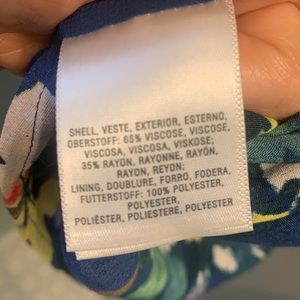 SHELL, VESTE, EXTERIOR, ESTERNO,
OBERSTOFF: 65% VISCOSE, VISCOSE,
VISCOSA, VISCOSA, VISKOSE;
35% RAYON, RAYONNE, RAYÓN,
RAYON, REYON;
LINING, DOUBLURE, FORRO, FODERA,
FUTTERSTOFF: 100% POLYESTER,
POLYESTER,
POLIÉSTER, POLIESTERE, POLYESTER